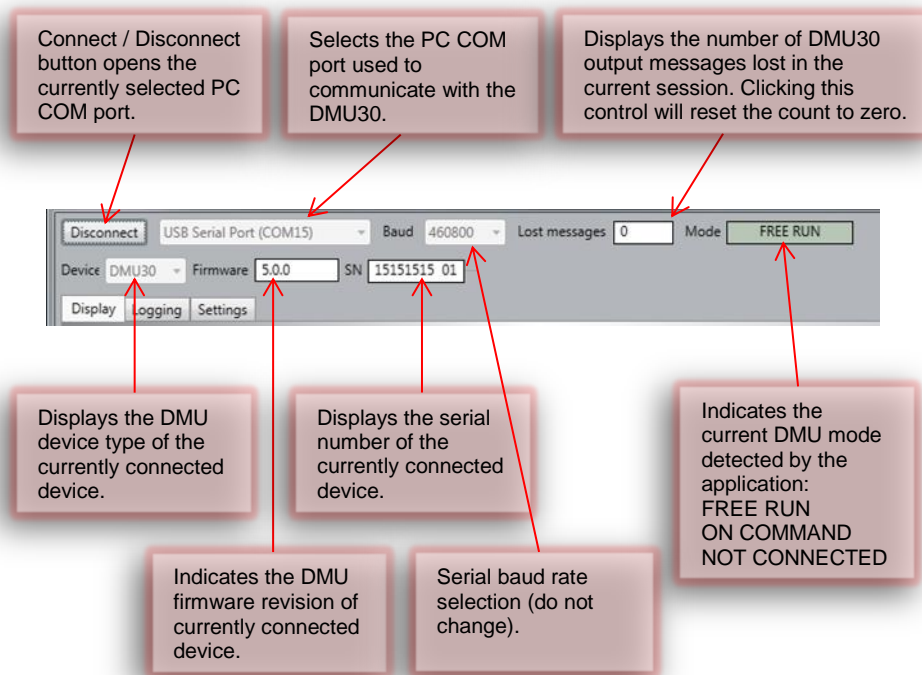 Connect / Disconnect
button opens the
currently selected PC
COM port.
Selects the PC COM
port used to
communicate with the
DMU30.
Displays the number of DMU30
output messages lost in the
current session. Clicking this
control will reset the count to zero.
Disconnect USB Serial Port (COM15) Baud 460800 Lost messages 0 Mode FREE RUN
Device DMU30 Firmware 5.0.0 SN 15151515 01
Display Logging Settings
Displays the DMU
device type of the
currently connected
device.
Displays the serial
number of the
currently connected
device.
Indicates the
current DMU mode
detected by the
application:
FREE RUN
ON COMMAND
NOT CONNECTED
Indicates the DMU
firmware revision of
currently connected
device.
Serial baud rate
selection (do not
change).